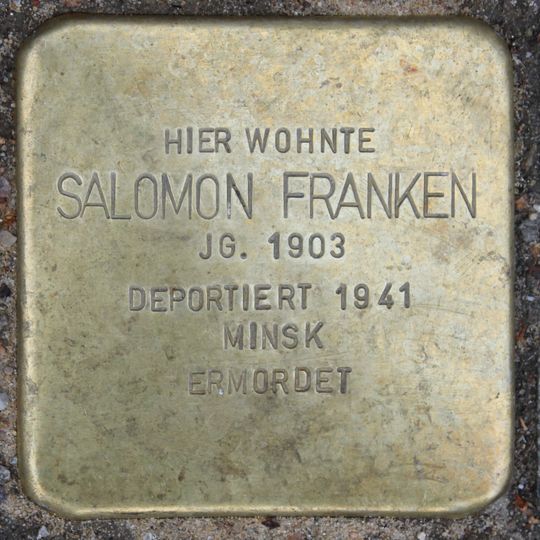 HIER WOHNTE
SALOMON FRANKEN
JG. 1903
DEPORTIERT 1941
MINSK
ERMORDET